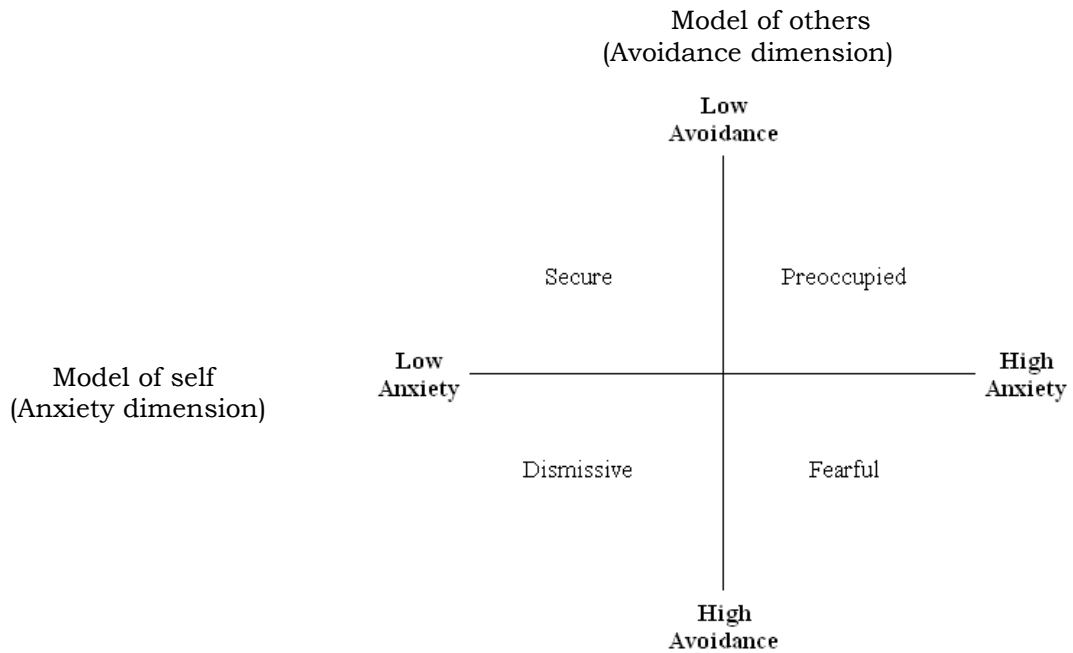 Model of others
(Avoidance dimension)
Low
Avoidance
Secure
Preoccupied
Low
Anxiety
High
Anxiety
Model of self
(Anxiety dimension)
Dismissive
Fearful
High
Avoidance